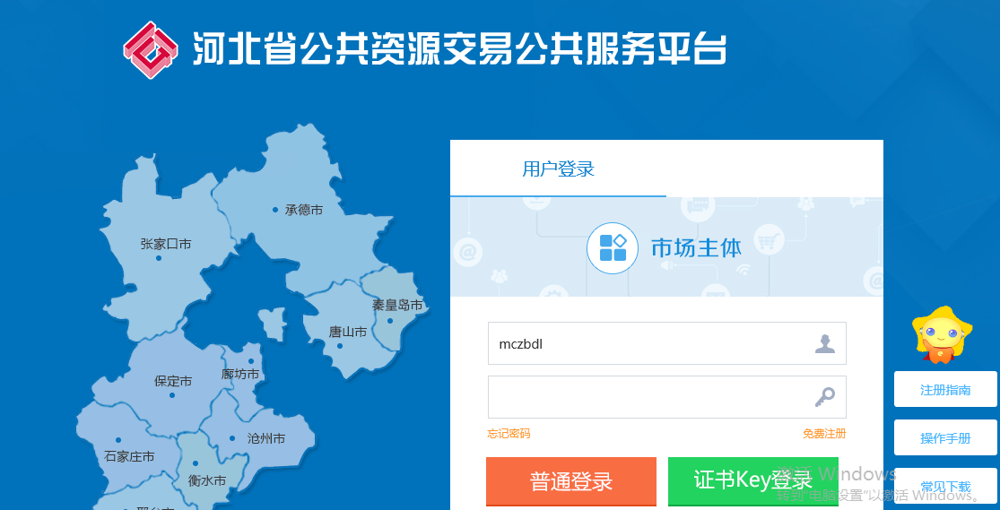 河北省公共资源交易公共服务平台
用户登录
承德市
张家口市
市场主体
秦皇岛市
唐山市
mczbdl
廊坊市
保定市
注册指南
忘记密码
免费注册
沧州市
操作手册
石家庄市
衡水市
普通登录
证书Key登录
常见下载
激活 Windows
转到“电脑设置”以激活 Windows。
邢台市